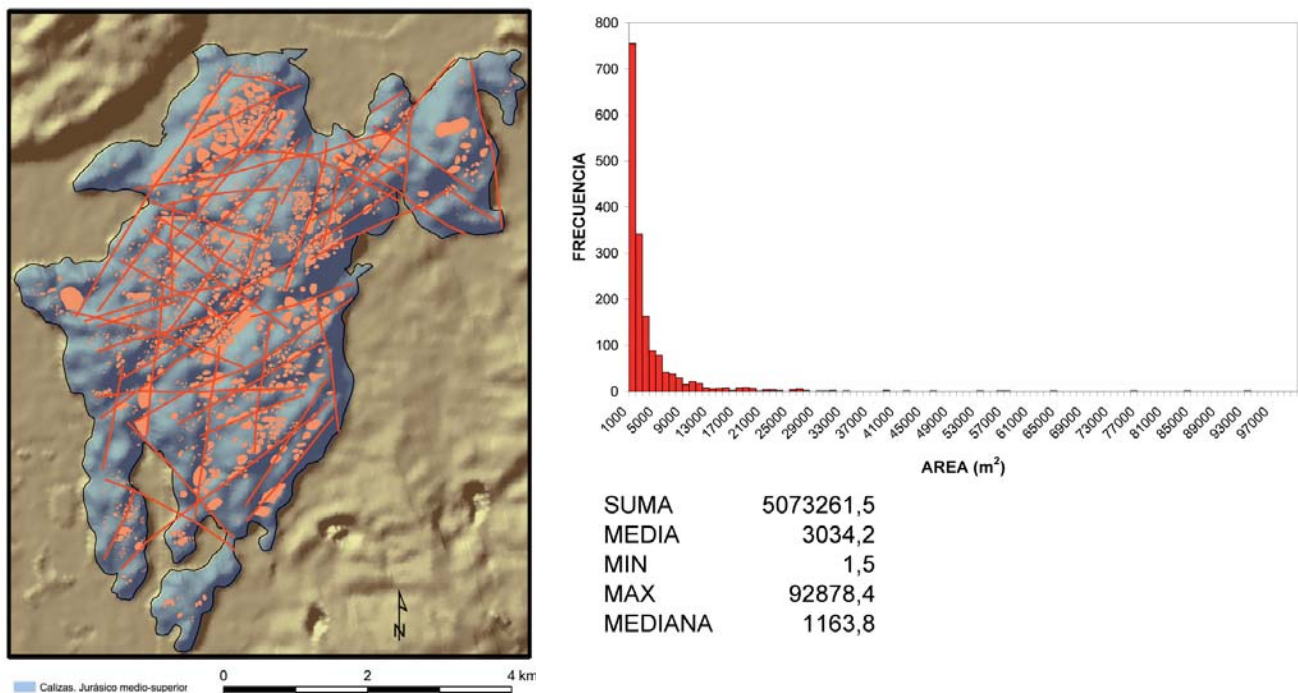 N
Calizas. Jurásico medio-superior
0 2 4 km
800
700
600
500
400
300
200
100
0
FRECUENCIA
1000 5000 9000 13000 17000 21000 25000 29000 33000 37000 41000 45000 49000 53000 57000 61000 65000 69000 73000 77000 81000 85000 89000 93000 97000
AREA (m²)
SUMA 5073261,5
MEDIA 3034,2
MIN 1,5
MAX 92878,4
MEDIANA 1163,8